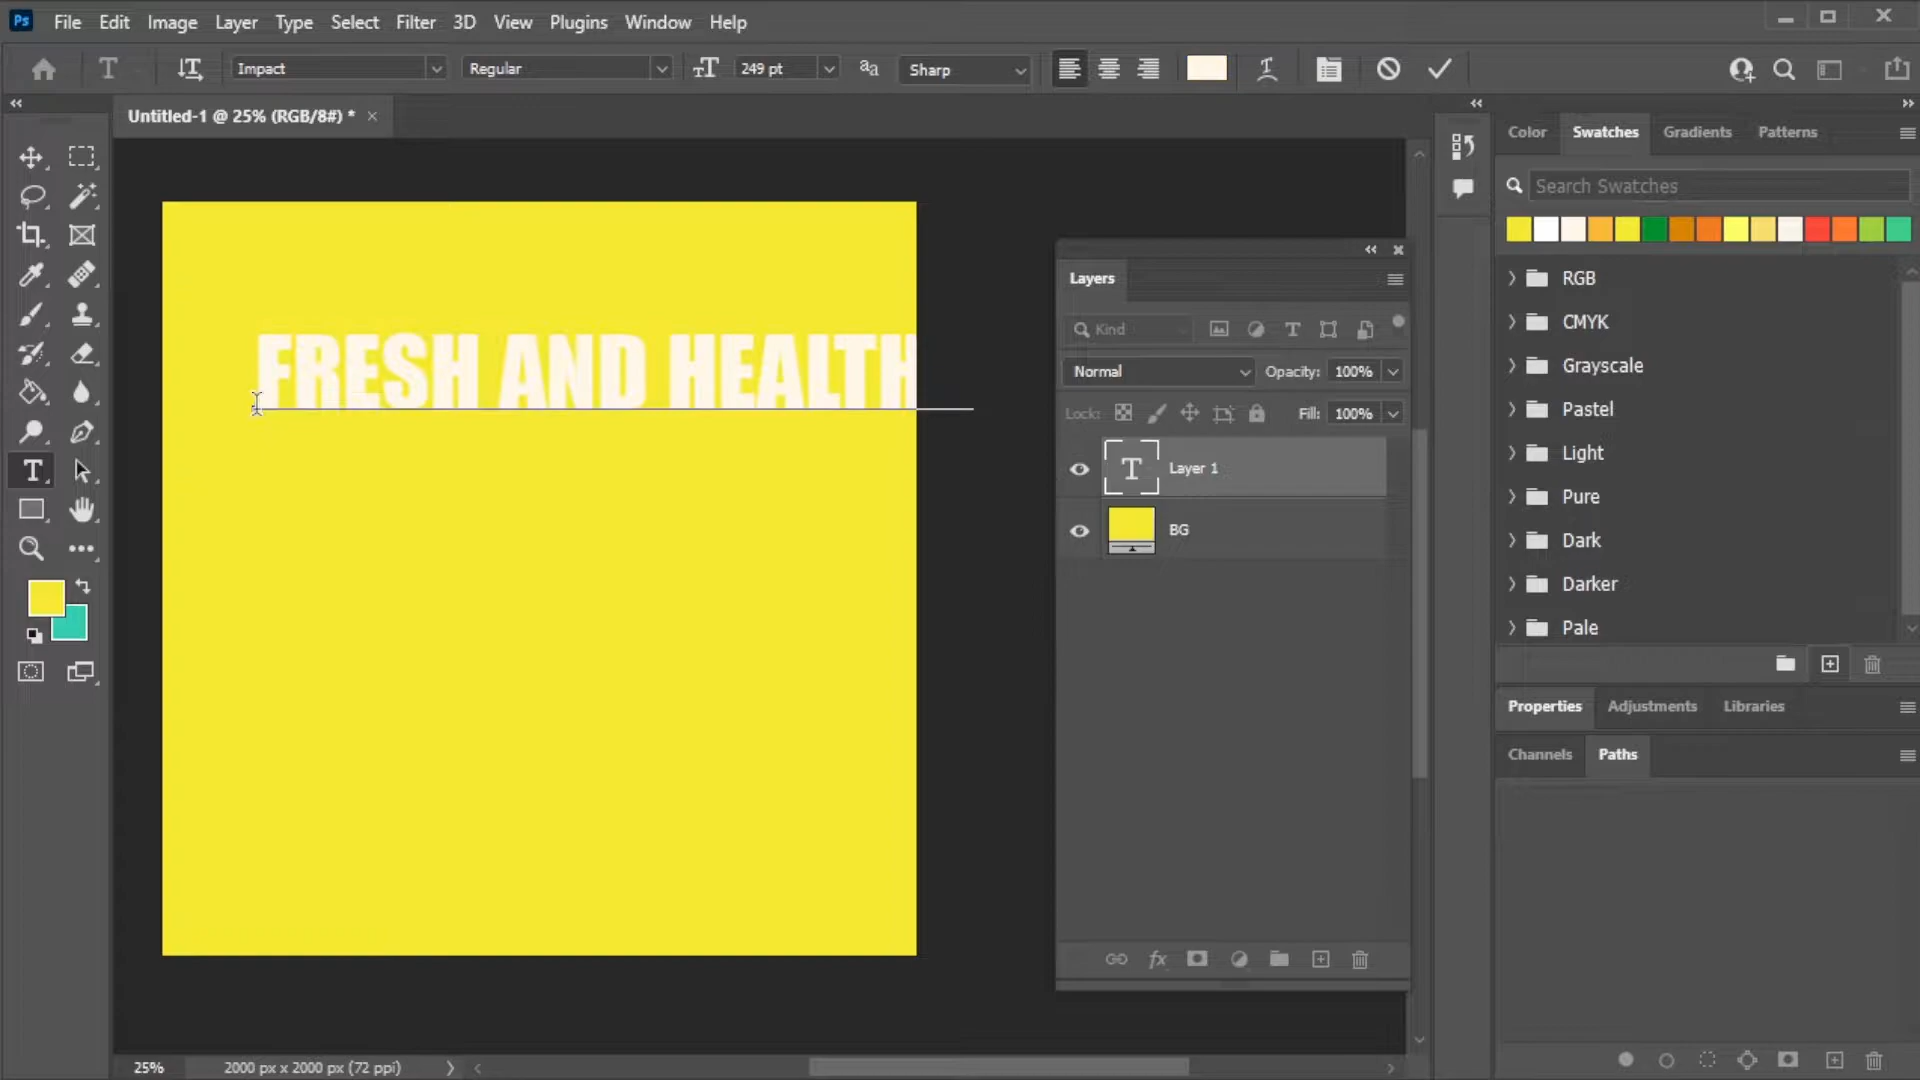 Ps File Edit Image Layer Type Select Filter 3D View Plugins Window Help
T Impact Regular 249 pt aa Sharp
Untitled-1 @ 25% (RGB/8#) *
Color Swatches Gradients Patterns
Search Swatches
RGB
CMYK
Grayscale
Pastel
Light
Pure
Dark
Darker
Pale
Properties Adjustments Libraries
Channels Paths
FRESH AND HEALTH
Layers
Kind
Normal Opacity: 100%
Lock: Fill: 100%
T Layer 1
BG
fx
25% 2000 px x 2000 px (72 ppi)